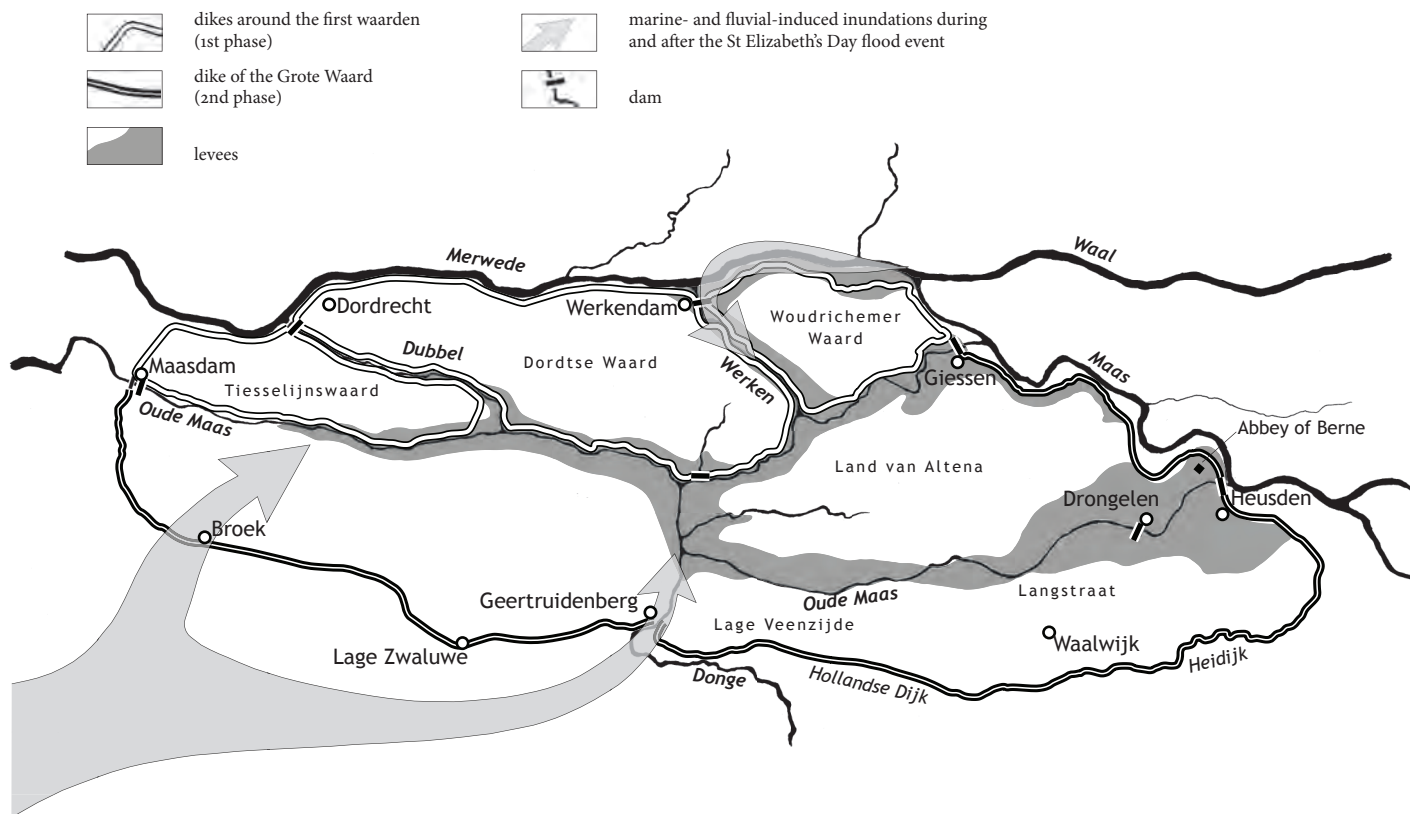 dikes around the first waarden
(1st phase)
dike of the Grote Waard
(2nd phase)
levees
marine- and fluvial-induced inundations during
and after the St Elizabeth's Day flood event
dam
Merwede
Waal
Dordrecht
Werkendam
Woudrichemer
Waard
Dubbel
Dordtse Waard
Maasdam
Tiesselijnswaard
Werken
Giessen
Maas
Oude Maas
Abbey of Berne
Land van Altena
Drongelen
Heusden
Broek
Geertruidenberg
Oude Maas
Langstraat
Lage Veenzijde
Waalwijk
Lage Zwaluwe
Donge
Hollandse Dijk
Heidijk